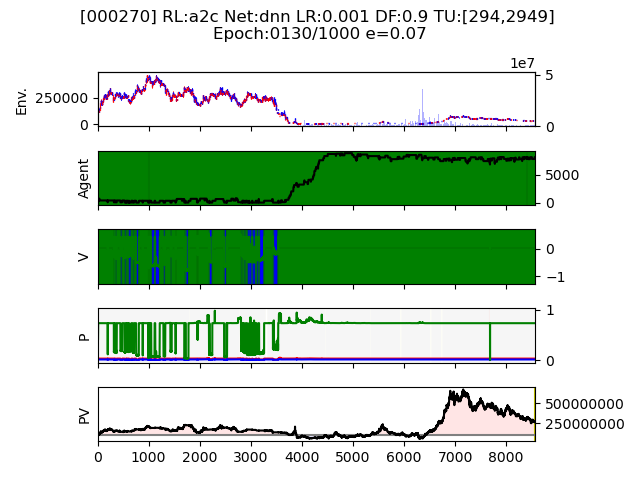 [000270] RL:a2c Net:dnn LR:0.001 DF:0.9 TU:[294,2949]
Epoch:0130/1000 e=0.07
1e7
Env.
250000
0
5
0
Agent
5000
0
V
0
−1
P
1
0
PV
500000000
250000000
0 1000 2000 3000 4000 5000 6000 7000 8000